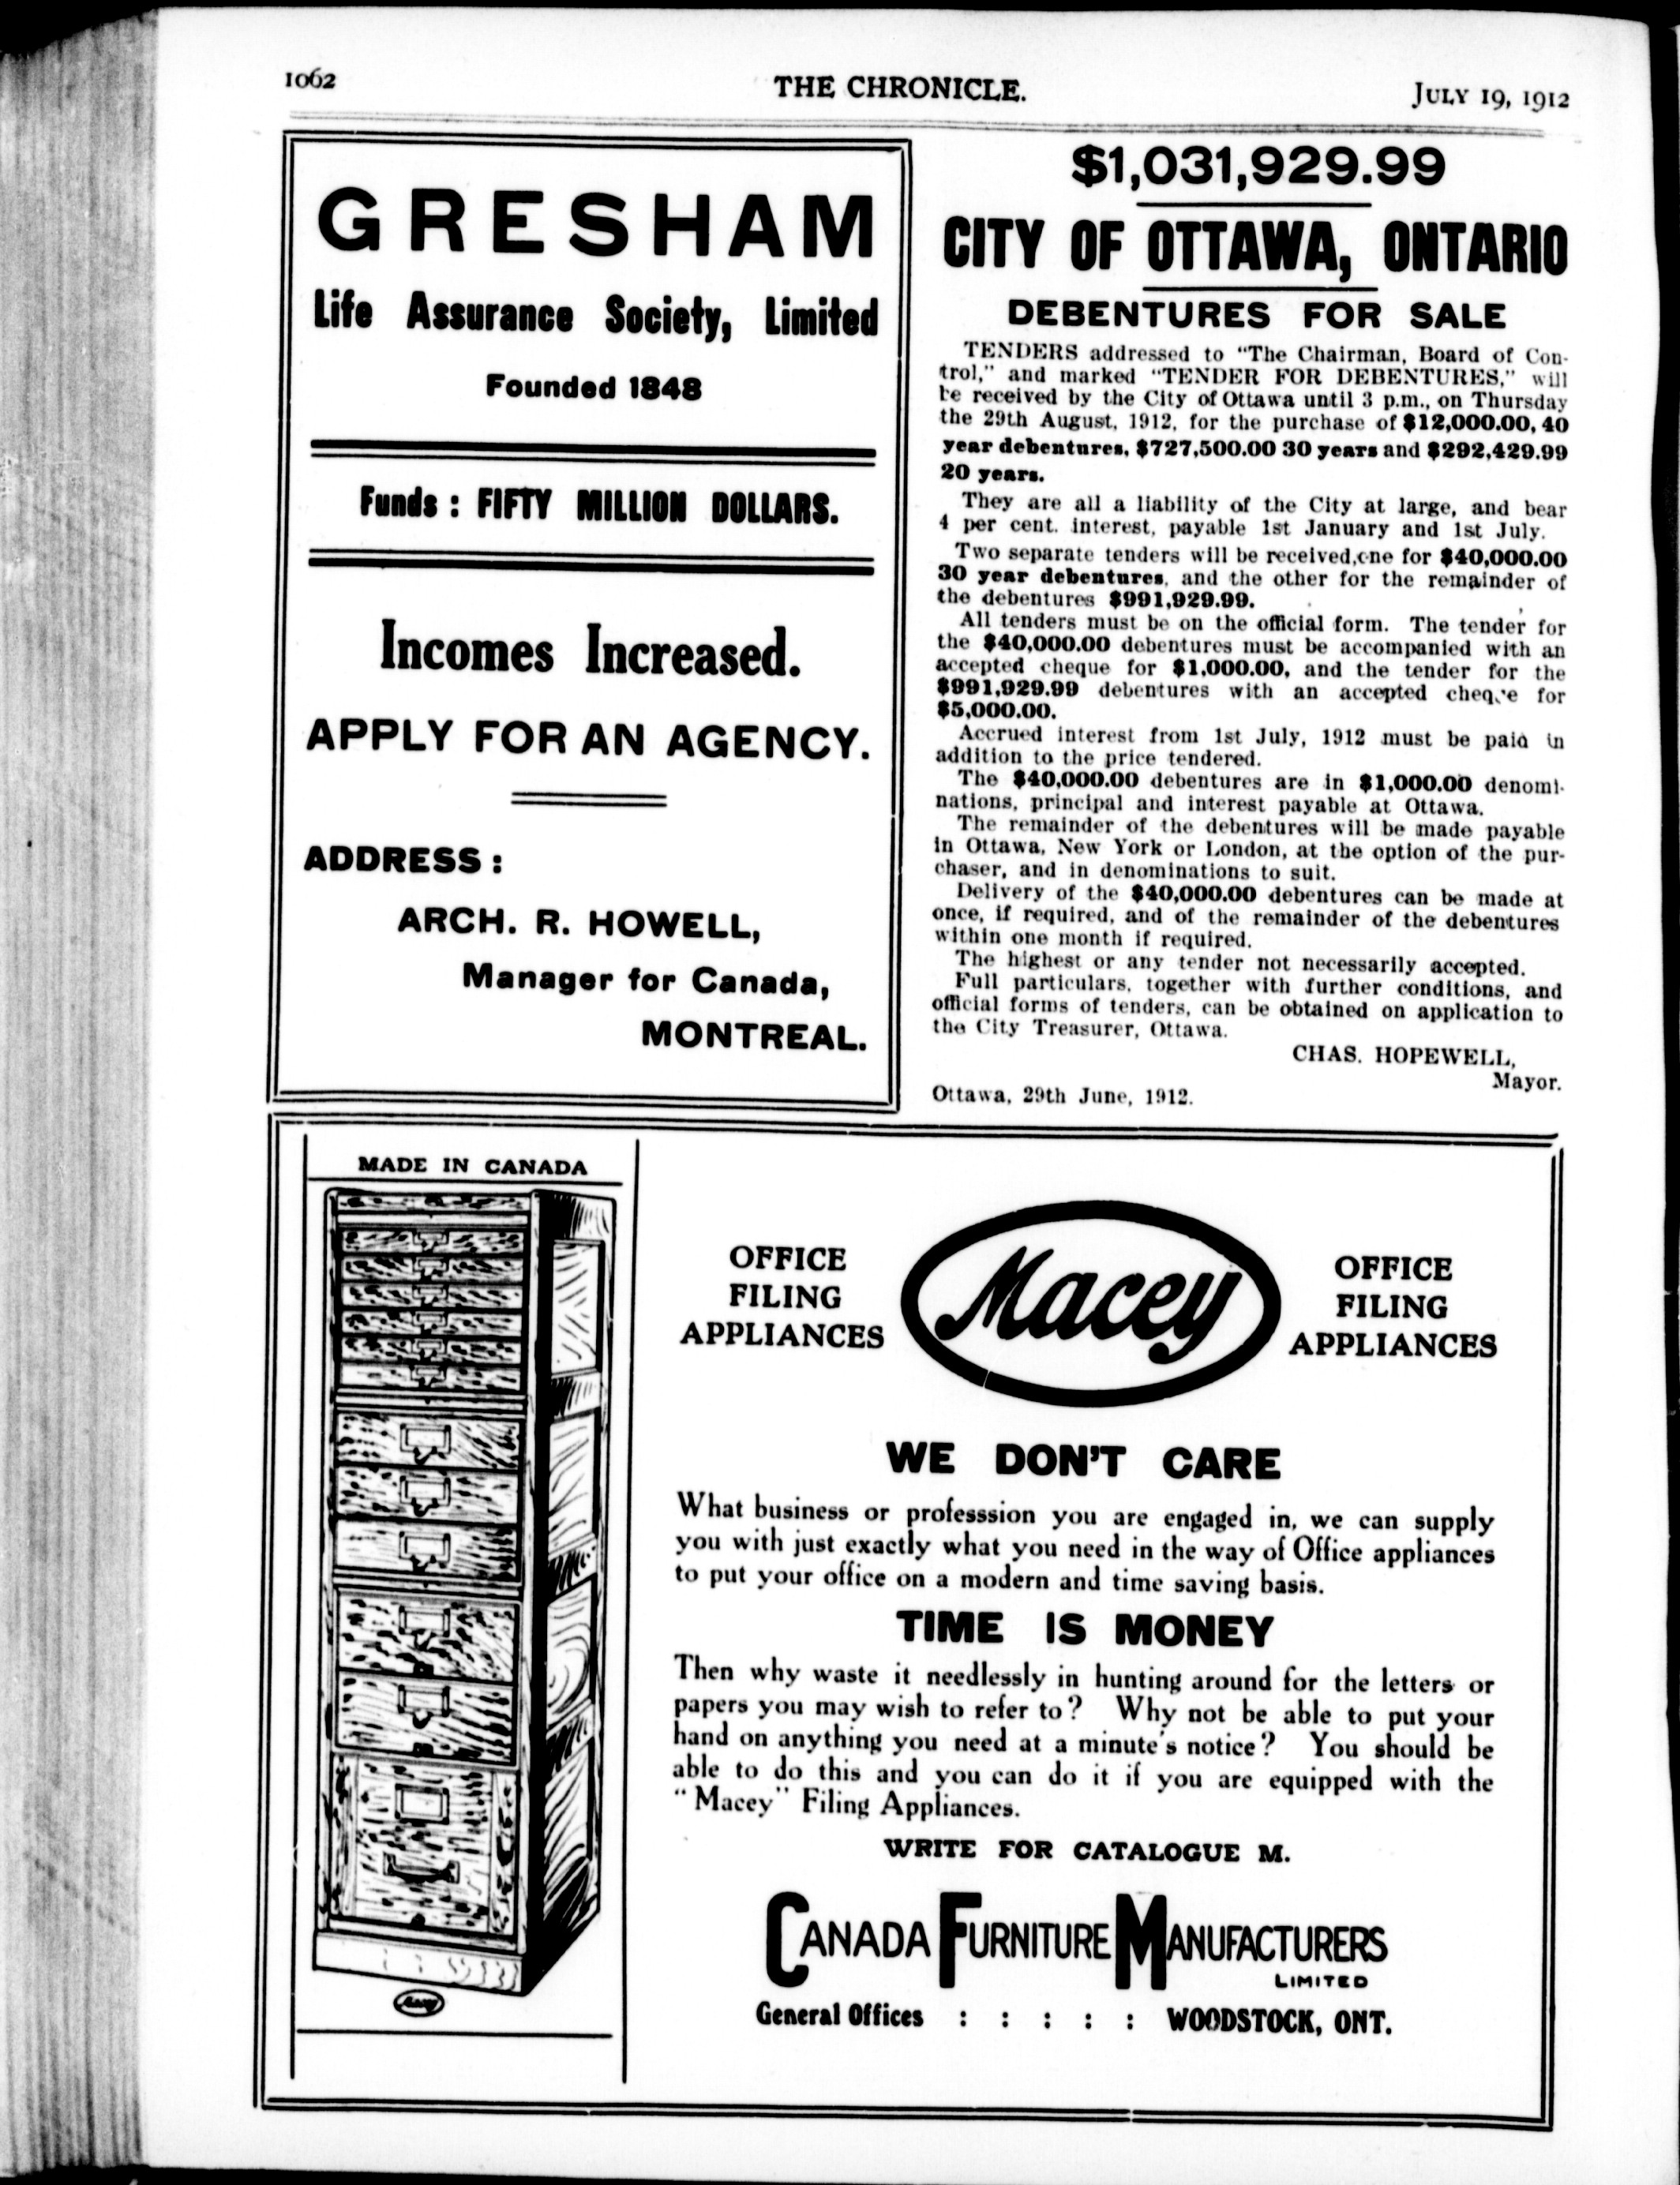 1062
THE CHRONICLE.
JULY 19, 1912
GRESHAM
Life Assurance Society, Limited
Founded 1848
Funds : FIFTY MILLION DOLLARS.
Incomes Increased.
APPLY FOR AN AGENCY.
ADDRESS :
ARCH. R. HOWELL,
Manager for Canada,
MONTREAL.
$1,031,929.99
CITY OF OTTAWA, ONTARIO
DEBENTURES FOR SALE
TENDERS addressed to "The Chairman, Board of Con-
trol," and marked "TENDER FOR DEBENTURES," will
be received by the City of Ottawa until 3 p.m., on Thursday
the 29th August, 1912, for the purchase of $12,000.00, 40
year debentures, $727,500.00 30 years and $292,429.99
20 years.
They are all a liability of the City at large, and bear
4 per cent. interest, payable 1st January and 1st July.
Two separate tenders will be received, one for $40,000.00
30 year debentures, and the other for the remainder of
the debentures $991,929.99.
All tenders must be on the official form. The tender for
the $40,000.00 debentures must be accompanied with an
accepted cheque for $1,000.00, and the tender for the
$991,929.99 debentures with an accepted cheque for
$5,000.00.
Accrued interest from 1st July, 1912 must be paid in
addition to the price tendered.
The $40,000.00 debentures are in $1,000.00 denomi-
nations, principal and interest payable at Ottawa.
The remainder of the debentures will be made payable
in Ottawa, New York or London, at the option of the pur-
chaser, and in denominations to suit.
Delivery of the $40,000.00 debentures can be made at
once, if required, and of the remainder of the debentures
within one month if required.
The highest or any tender not necessarily accepted.
Full particulars, together with further conditions, and
official forms of tenders, can be obtained on application to
the City Treasurer, Ottawa.
CHAS. HOPEWELL,
Mayor.
Ottawa, 29th June, 1912.
MADE IN CANADA
Macey
OFFICE
FILING
APPLIANCES
Macey
OFFICE
FILING
APPLIANCES
WE DON'T CARE
What business or professsion you are engaged in, we can supply
you with just exactly what you need in the way of Office appliances
to put your office on a modern and time saving basis.
TIME IS MONEY
Then why waste it needlessly in hunting around for the letters or
papers you may wish to refer to? Why not be able to put your
hand on anything you need at a minute's notice? You should be
able to do this and you can do it if you are equipped with the
"Macey" Filing Appliances.
WRITE FOR CATALOGUE M.
CANADA FURNITURE MANUFACTURERS
LIMITED
General Offices : : : : : WOODSTOCK, ONT.